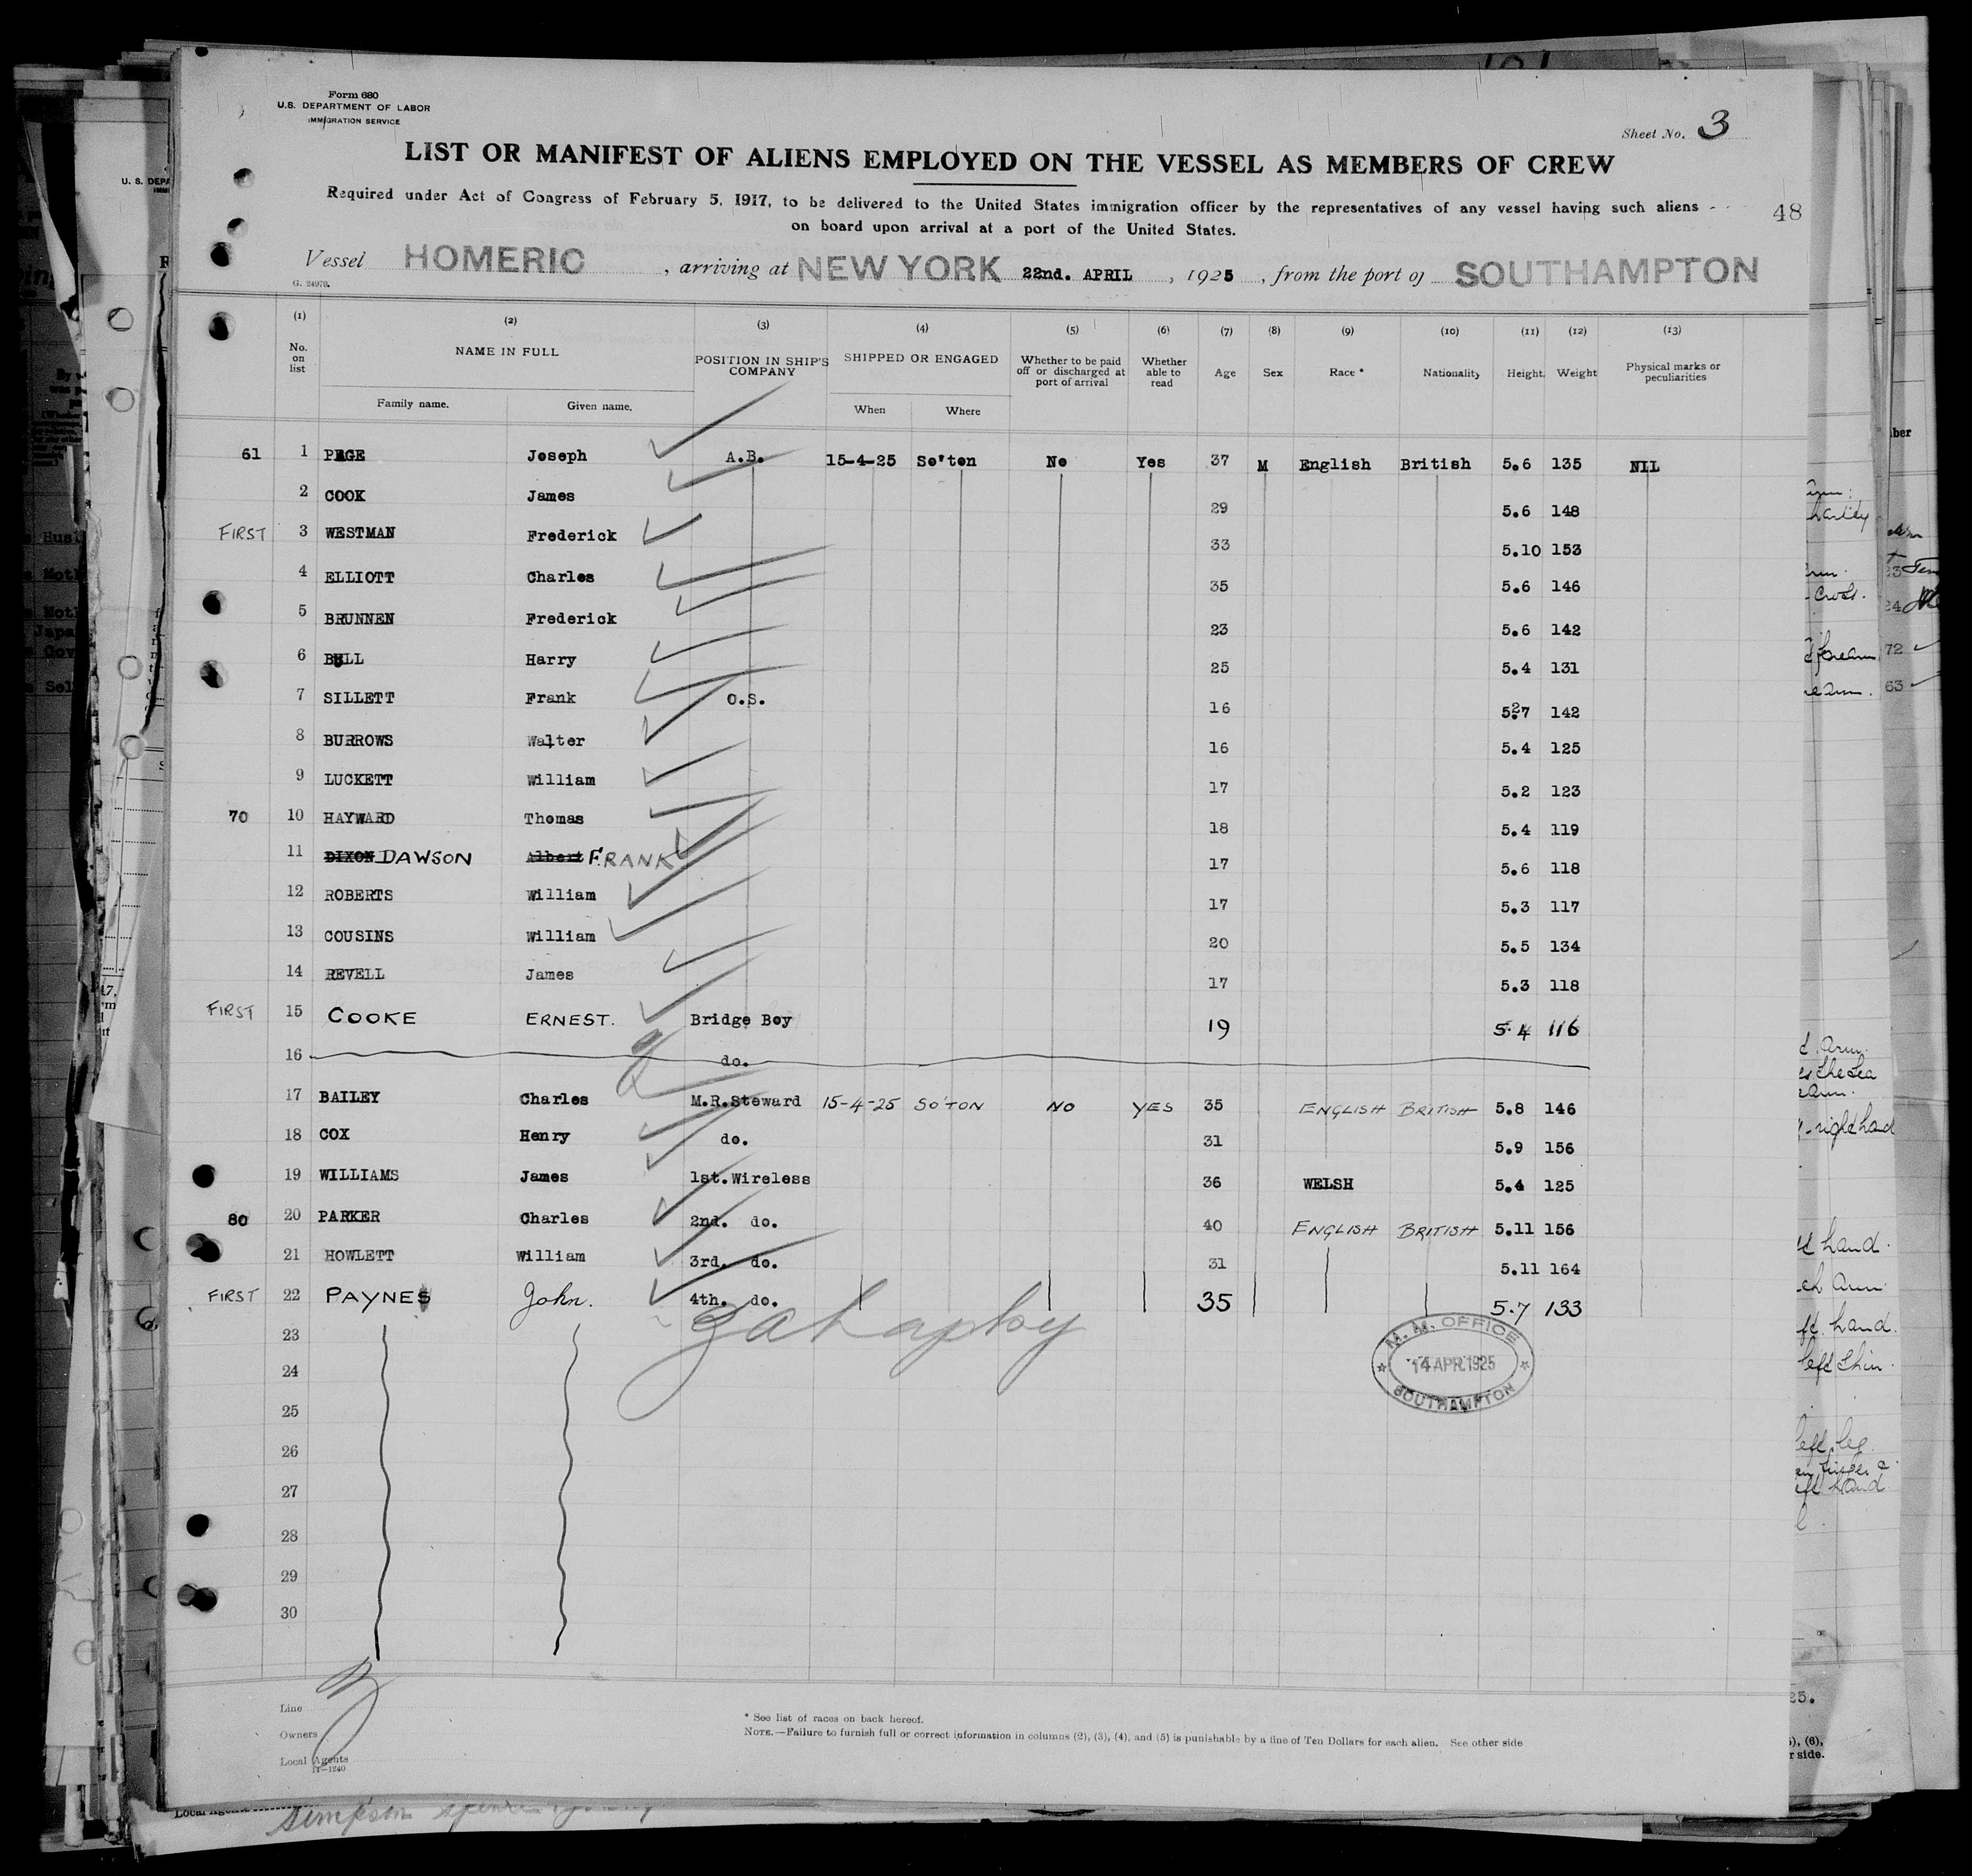 Form 680
U.S. DEPARTMENT OF LABOR
IMMIGRATION SERVICE
Sheet No. 3
LIST OR MANIFEST OF ALIENS EMPLOYED ON THE VESSEL AS MEMBERS OF CREW
Required under Act of Congress of February 5, 1917, to be delivered to the United States immigration officer by the representatives of any vessel having such aliens
on board upon arrival at a port of the United States.
48
Vessel HOMERIC, arriving at NEW YORK 22nd. APRIL, 1925, from the port of SOUTHAMPTON
G. 24979.
(1) (2) (3) (4) (5) (6) (7) (8) (9) (10) (11) (12) (13)
No. on list NAME IN FULL POSITION IN SHIP'S COMPANY SHIPPED OR ENGAGED Whether to be paid off or discharged at port of arrival Whether able to read Age Sex Race * Nationality Height Weight Physical marks or peculiarities
Family name. Given name. When Where
61 1 PAGE Joseph A.B. 15-4-25 So'ton No Yes 37 M English British 5.6 135 NIL
2 COOK James 29 5.6 148
FIRST 3 WESTMAN Frederick 33 5.10 153
4 ELLIOTT Charles 35 5.6 146
5 BRUNNEN Frederick 23 5.6 142
6 BULL Harry 25 5.4 131
7 SILLETT Frank O.S. 16 5.7 142
8 BURROWS Walter 16 5.4 125
9 LUCKETT William 17 5.2 123
70 10 HAYWARD Thomas 18 5.4 119
11 DIXON DAWSON Albert FRANK 17 5.6 118
12 ROBERTS William 17 5.3 117
13 COUSINS William 20 5.5 134
14 REVELL James 17 5.3 118
FIRST 15 COOKE ERNEST. Bridge Boy 19 5.4 116
16 do.
17 BAILEY Charles M.R.Steward 15-4-25 SO'TON NO YES 35 ENGLISH BRITISH 5.8 146
18 COX Henry do. 31 5.9 156
19 WILLIAMS James 1st.Wireless 36 WELSH 5.4 125
80 20 PARKER Charles 2nd. do. 40 ENGLISH BRITISH 5.11 156
21 HOWLETT William 3rd. do. 31 5.11 164
FIRST 22 PAYNE John. 4th. do. 35 5.7 133
23
24
25
26
27
28
29
30
M. M. OFFICE
14 APR.1925
SOUTHAMPTON
Line
Owners
Local Agents
14—1240
* See list of races on back hereof.
NOTE.—Failure to furnish full or correct information in columns (2), (3), (4), and (5) is punishable by a fine of Ten Dollars for each alien. See other side